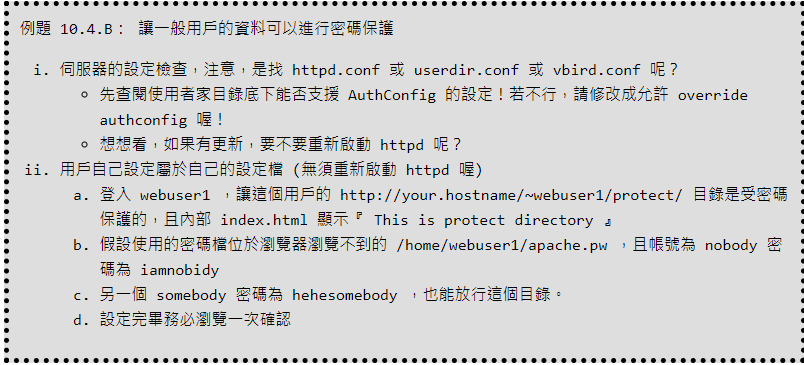 例題 10.4.B： 讓一般用戶的資料可以進行密碼保護
i. 伺服器的設定檢查，注意，是找 httpd.conf 或 userdir.conf 或 vbird.conf 呢？
○ 先查閱使用者家目錄底下能否支援 AuthConfig 的設定！若不行，請修改成允許 override
authconfig 喔！
○ 想想看，如果有更新，要不要重新啟動 httpd 呢？
ii. 用戶自己設定屬於自己的設定檔 (無須重新啟動 httpd 喔)
a. 登入 webuser1 ，讓這個用戶的 http://your.hostname/~webuser1/protect/ 目錄是受密碼
保護的，且內部 index.html 顯示『 This is protect directory 』
b. 假設使用的密碼檔位於瀏覽器瀏覽不到的 /home/webuser1/apache.pw ，且帳號為 nobody 密
碼為 iamnobidy
c. 另一個 somebody 密碼為 hehesomebody ，也能放行這個目錄。
d. 設定完畢務必瀏覽一次確認